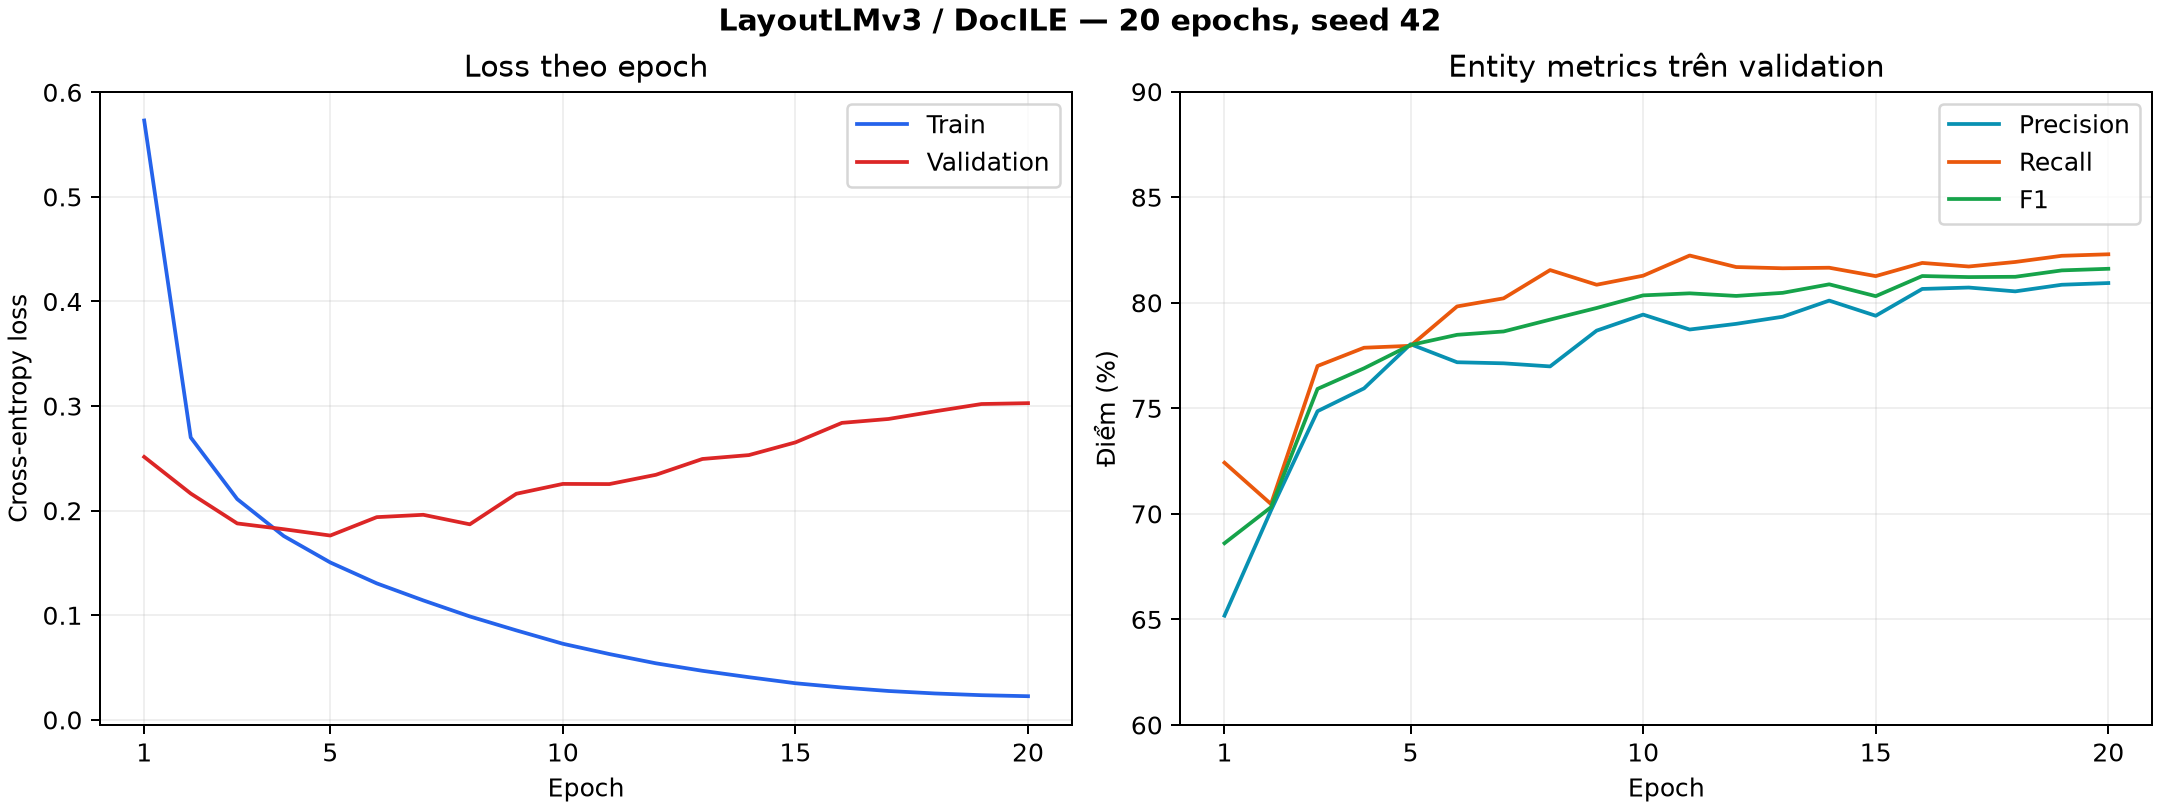 LayoutLMv3 / DocILE — 20 epochs, seed 42
Loss theo epoch
Cross-entropy loss
0.6
0.5
0.4
0.3
0.2
0.1
0.0
1 5 10 15 20
Epoch
Train
Validation
Entity metrics trên validation
Điểm (%)
90
85
80
75
70
65
60
1 5 10 15 20
Epoch
Precision
Recall
F1